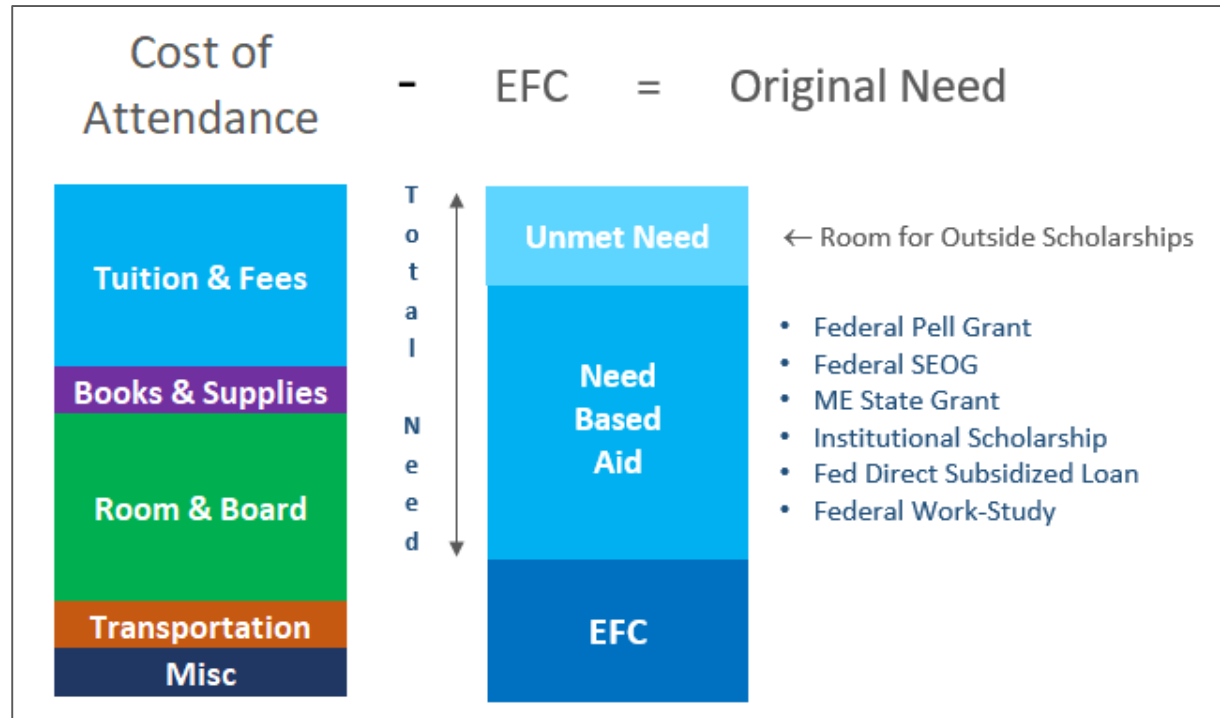 Cost of
Attendance
- EFC = Original Need
Tuition & Fees
Books & Supplies
Room & Board
Transportation
Misc
Total Need
Unmet Need
Need
Based
Aid
EFC
← Room for Outside Scholarships
• Federal Pell Grant
• Federal SEOG
• ME State Grant
• Institutional Scholarship
• Fed Direct Subsidized Loan
• Federal Work-Study